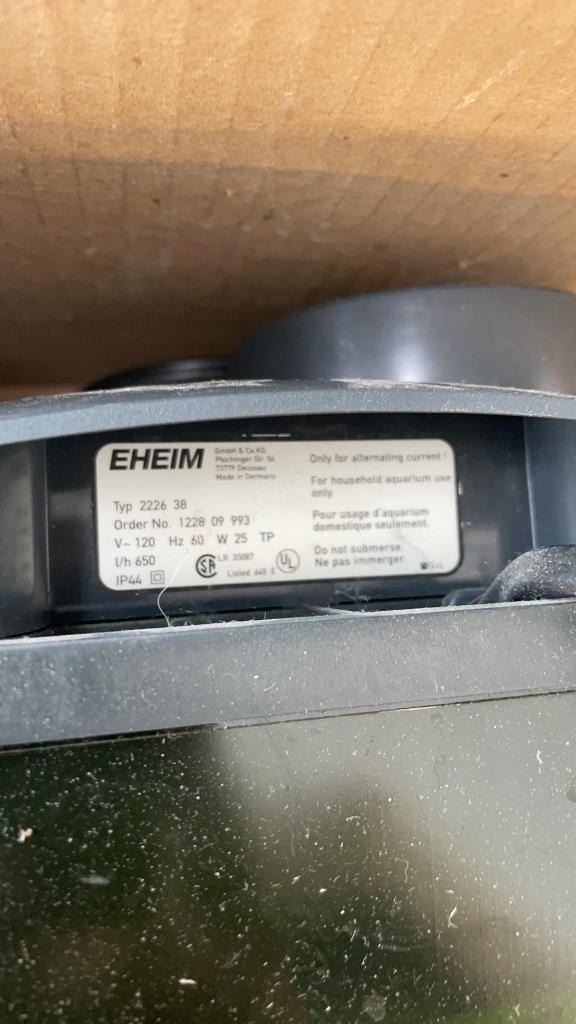 EHEIM
GmbH & Co. KG.
Plochinger Str. 54
73779 Deizisau
Made in Germany
Typ 2226 38
Order No. 1228 09 993
V~ 120 Hz 60 W 25 TP
l/h 650
IP44
LR 35087
Listed 645 E
Only for alternating current !
For household aquarium use
only.
Pour usage d'aquarium
domestique seulement.
Do not submerse.
Ne pas immerger.